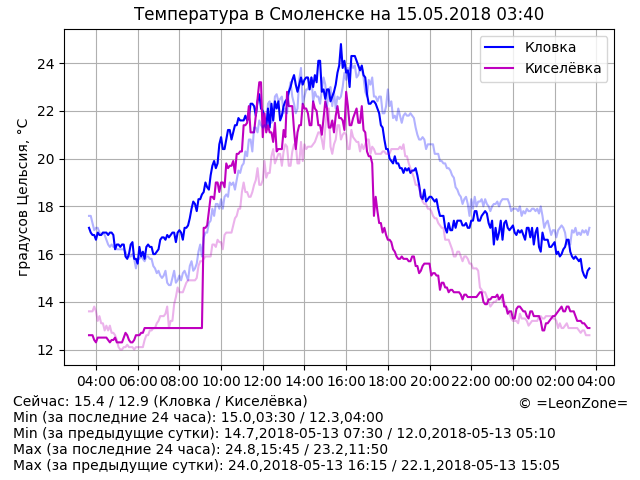 Температура в Смоленске на 15.05.2018 03:40
Кловка
Киселёвка
градусов Цельсия, °C
24
22
20
18
16
14
12
04:00 06:00 08:00 10:00 12:00 14:00 16:00 18:00 20:00 22:00 00:00 02:00 04:00
Сейчас: 15.4 / 12.9 (Кловка / Киселёвка)
© =LeonZone=
Min (за последние 24 часа): 15.0,03:30 / 12.3,04:00
Min (за предыдущие сутки): 14.7,2018-05-13 07:30 / 12.0,2018-05-13 05:10
Max (за последние 24 часа): 24.8,15:45 / 23.2,11:50
Max (за предыдущие сутки): 24.0,2018-05-13 16:15 / 22.1,2018-05-13 15:05